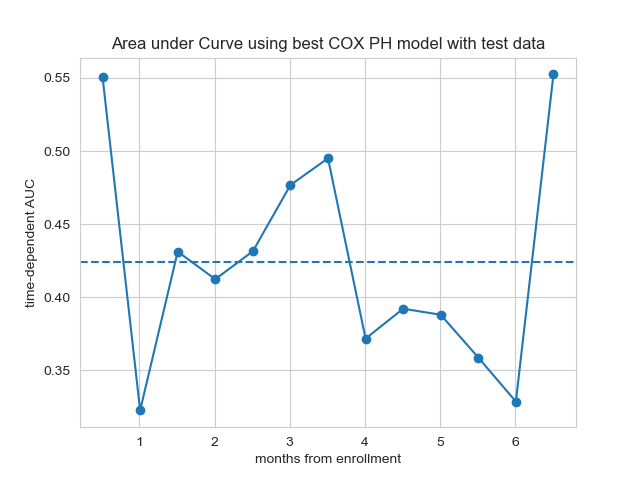 Area under Curve using best COX PH model with test data
time-dependent AUC
0.55
0.50
0.45
0.40
0.35
1 2 3 4 5 6
months from enrollment